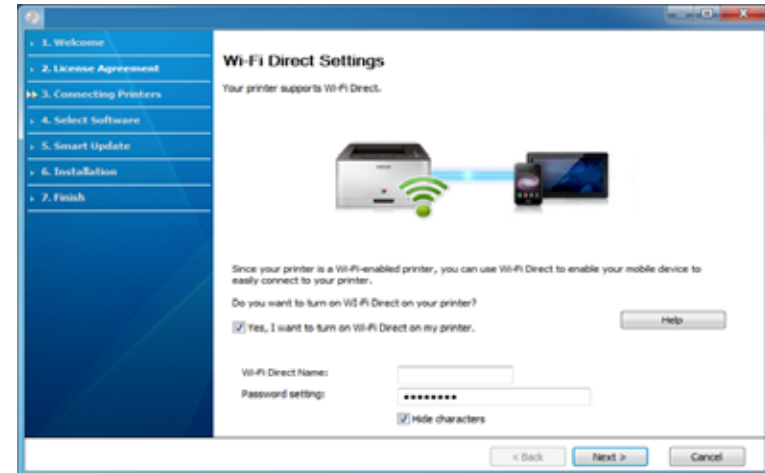 1. Welcome
2. License Agreement
3. Connecting Printers
4. Select Software
5. Smart Update
6. Installation
7. Finish
Wi-Fi Direct Settings
Your printer supports Wi-Fi Direct.
Since your printer is a Wi-Fi-enabled printer, you can use Wi-Fi Direct to enable your mobile device to
easily connect to your printer.
Do you want to turn on Wi-Fi Direct on your printer?
Yes, I want to turn on Wi-Fi Direct on my printer.
Help
Wi-Fi Direct Name:
Password setting:
Hide characters
< Back Next > Cancel